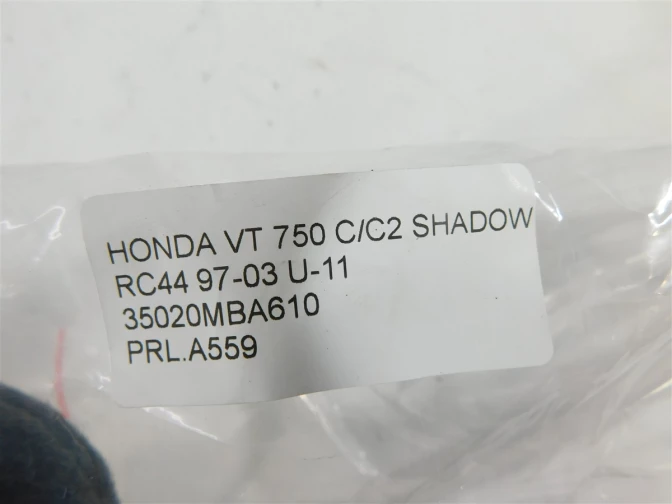 HONDA VT 750 C/C2 SHADOW
RC44 97-03 U-11
35020MBA610
PRL.A559